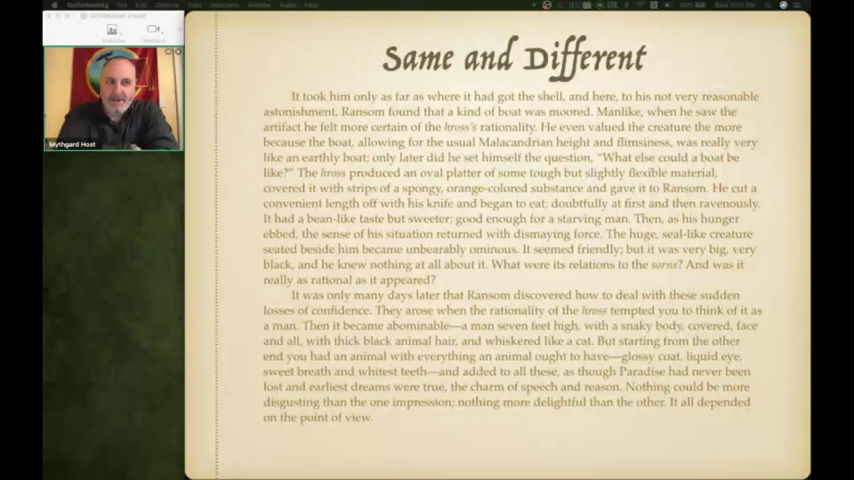 GoToMeeting File Edit
Window Help
Mythgard Host
Same and Different
It took him only as far as where it had got the shell, and here, to his not very reasonable
astonishment, Ransom found that a kind of boat was moored. Manlike, when he saw the
artifact he felt more certain of the hross's rationality. He even valued the creature the more
because the boat, allowing for the usual Malacandrian height and flimsiness, was really very
like an earthly boat; only later did he set himself the question, “What else could a boat be
like?” The hross produced an oval platter of some tough but slightly flexible material,
covered it with strips of a spongy, orange-colored substance and gave it to Ransom. He cut a
convenient length off with his knife and began to eat; doubtfully at first and then ravenously.
It had a bean-like taste but sweeter; good enough for a starving man. Then, as his hunger
ebbed, the sense of his situation returned with dismaying force. The huge, seal-like creature
seated beside him became unbearably ominous. It seemed friendly; but it was very big, very
black, and he knew nothing at all about it. What were its relations to the sorns? And was it
really as rational as it appeared?
It was only many days later that Ransom discovered how to deal with these sudden
losses of confidence. They arose when the rationality of the hross tempted you to think of it as
a man. Then it became abominable—a man seven feet high, with a snaky body, covered, face
and all, with thick black animal hair, and whiskered like a cat. But starting from the other
end you had an animal with everything an animal ought to have—glossy coat, liquid eye,
sweet breath and whitest teeth—and added to all these, as though Paradise had never been
lost and earliest dreams were true, the charm of speech and reason. Nothing could be more
disgusting than the one impression; nothing more delightful than the other. It all depended
on the point of view.